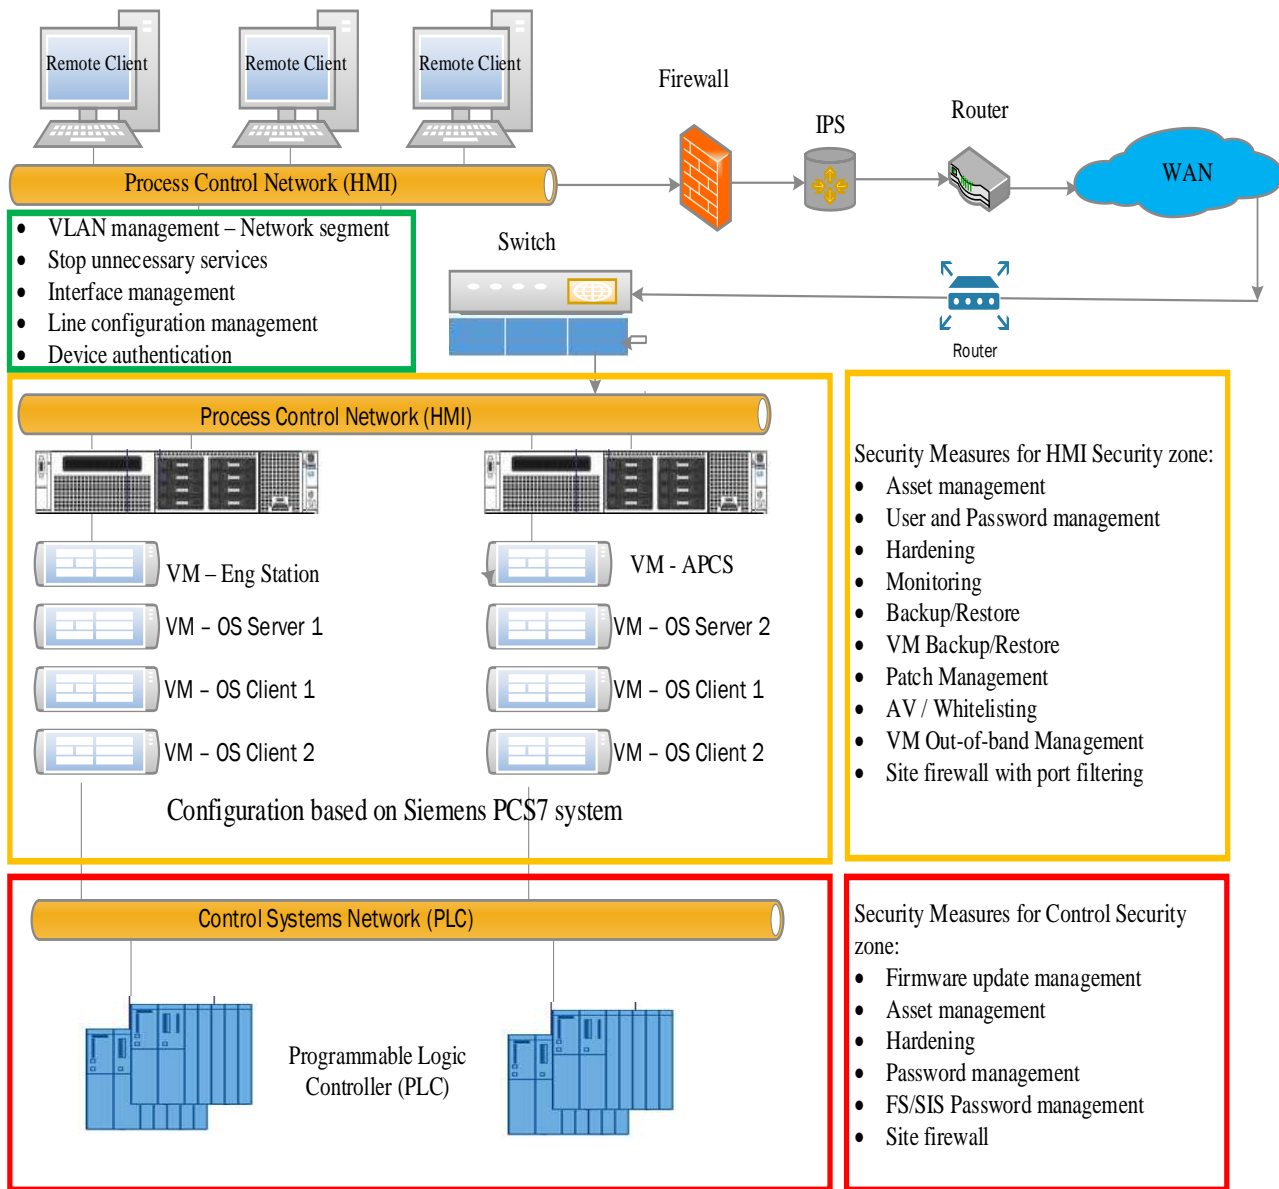 Remote Client
Remote Client
Remote Client
Firewall
IPS
Router
WAN
Process Control Network (HMI)
• VLAN management – Network segment
• Stop unnecessary services
• Interface management
• Line configuration management
• Device authentication
Switch
Router
Process Control Network (HMI)
VM – Eng Station
VM – OS Server 1
VM – OS Client 1
VM – OS Client 2
VM - APCS
VM – OS Server 2
VM – OS Client 1
VM – OS Client 2
Configuration based on Siemens PCS7 system
Security Measures for HMI Security zone:
• Asset management
• User and Password management
• Hardening
• Monitoring
• Backup/Restore
• VM Backup/Restore
• Patch Management
• AV / Whitelisting
• VM Out-of-band Management
• Site firewall with port filtering
Control Systems Network (PLC)
Programmable Logic
Controller (PLC)
Security Measures for Control Security
zone:
• Firmware update management
• Asset management
• Hardening
• Password management
• FS/SIS Password management
• Site firewall